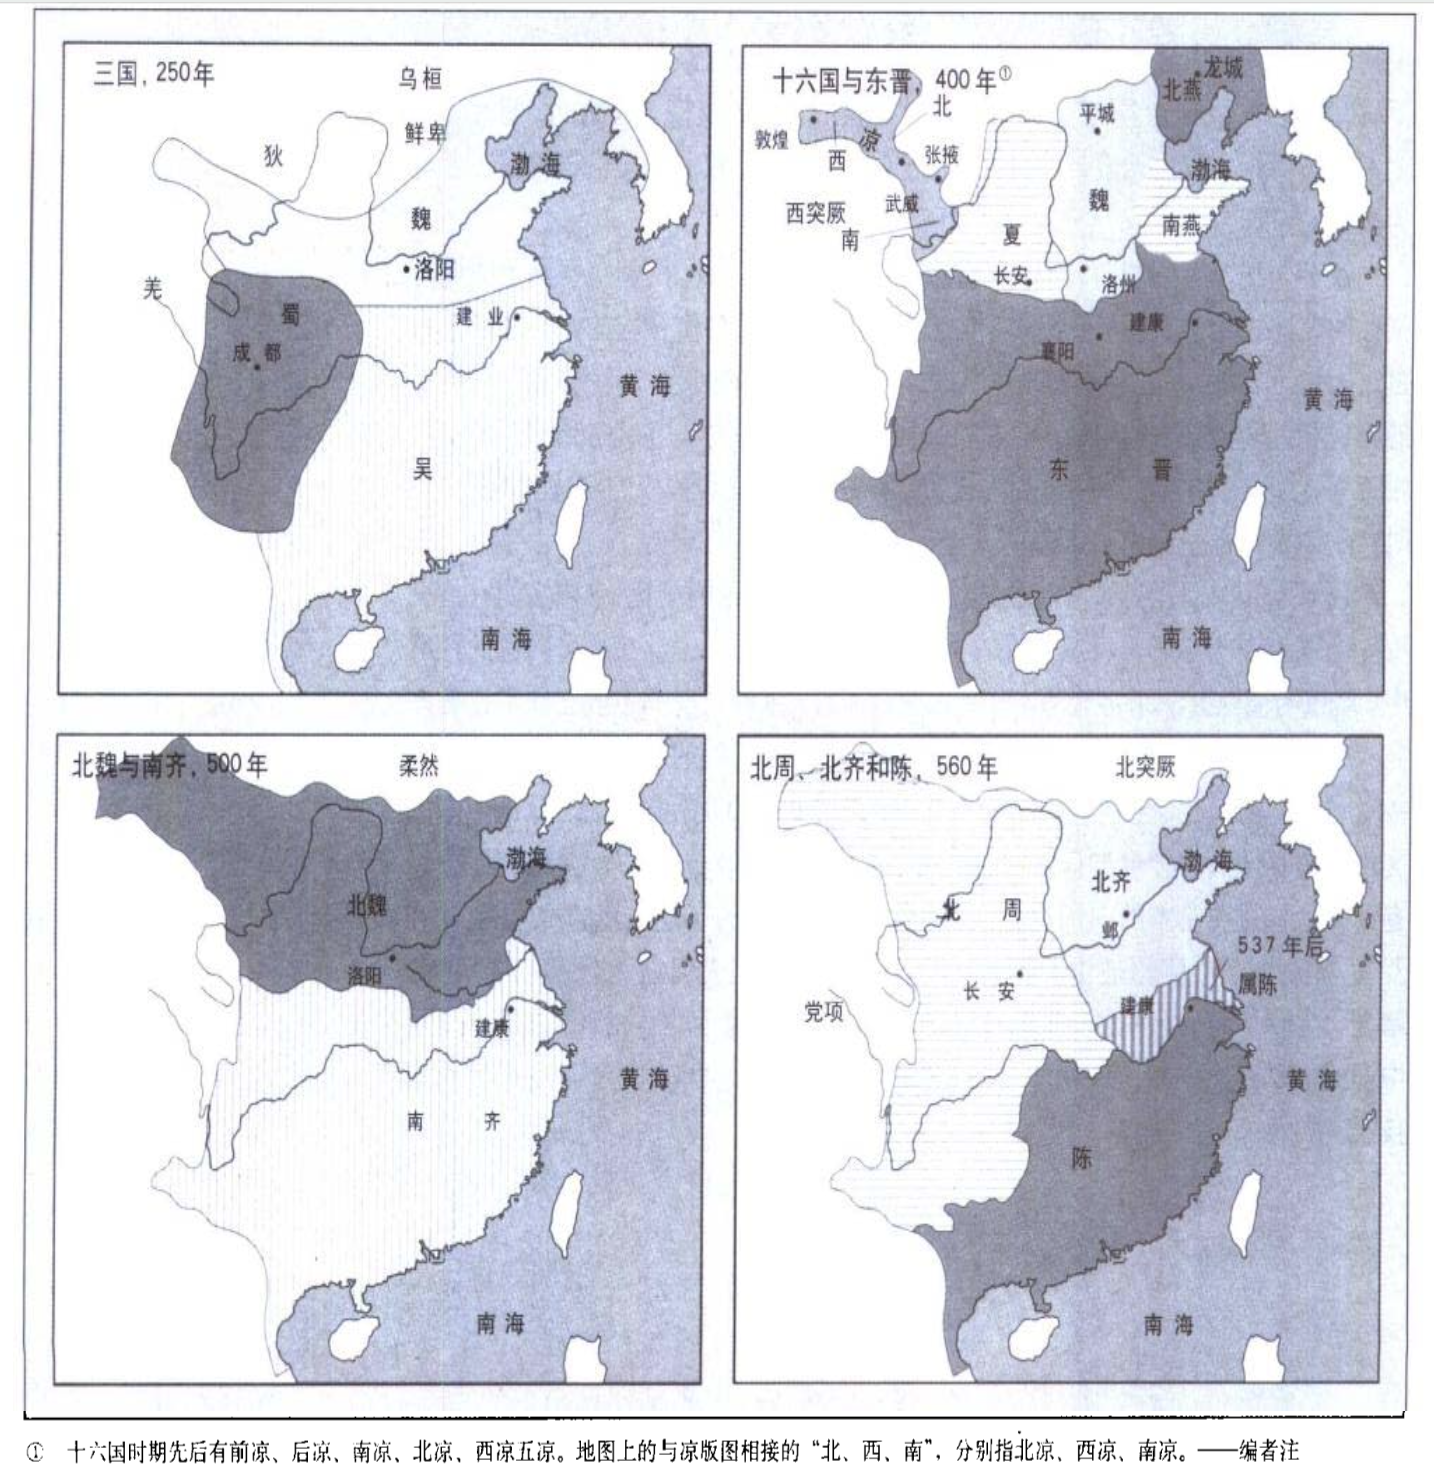 三国，250年
乌桓
鲜卑
狄
渤 海
魏
洛阳
羌
蜀
成 都
建 业
黄 海
吴
南 海
十六国与东晋，400年①
龙城
北燕
北
平城
敦煌
凉
西
张掖
渤海
武威
西突厥
魏
南
夏
南燕
长安
洛州
建康
襄阳
黄 海
东 晋
南 海
北魏与南齐，500年
柔然
渤海
北魏
洛阳
建康
黄 海
南 齐
南 海
北周、北齐和陈，560年
北突厥
渤 海
北齐
北 周
邺
537年后
属陈
长 安
建康
党项
黄 海
陈
南 海
① 十六国时期先后有前凉、后凉、南凉、北凉、西凉五凉。地图上的与凉版图相接的“北、西、南”，分别指北凉、西凉、南凉。——编者注